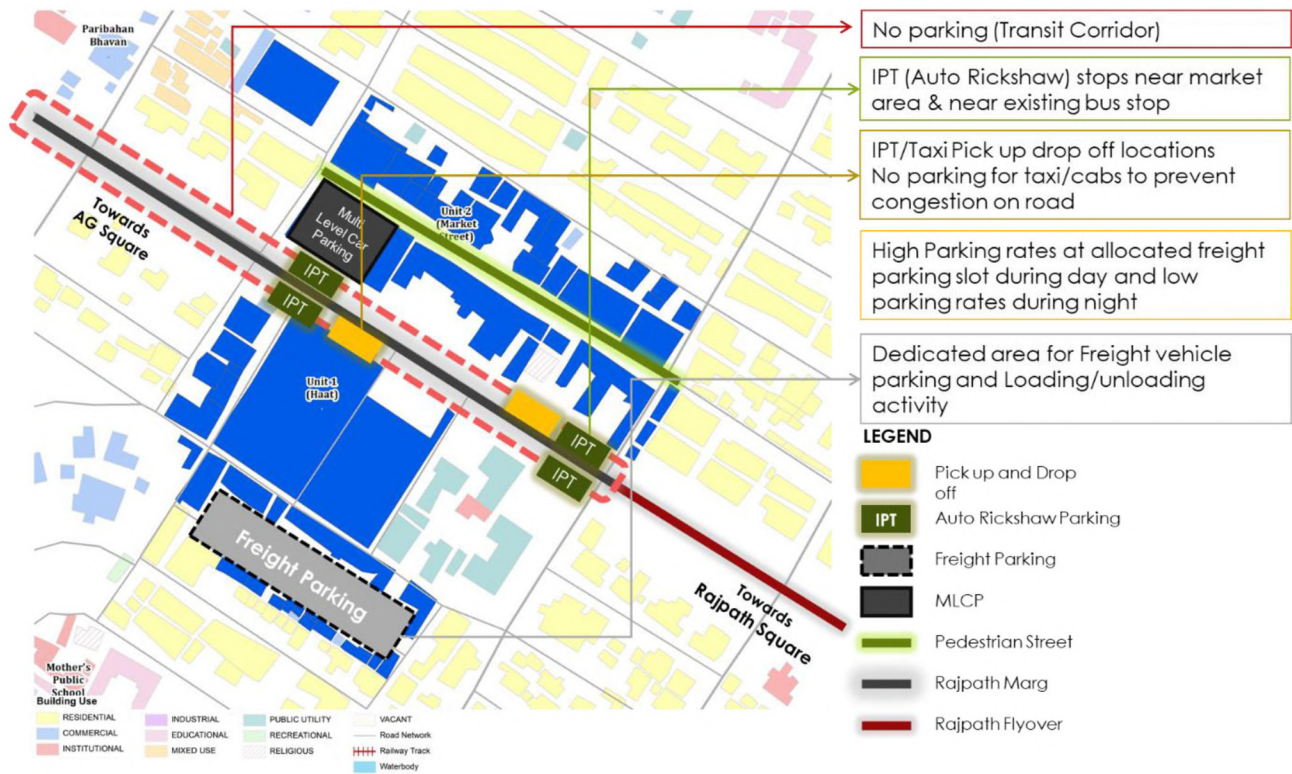 Paribahan
Bhavan
No parking (Transit Corridor)
IPT (Auto Rickshaw) stops near market
area & near existing bus stop
IPT/Taxi Pick up drop off locations
No parking for taxi/cabs to prevent
congestion on road
High Parking rates at allocated freight
parking slot during day and low
parking rates during night
Dedicated area for Freight vehicle
parking and Loading/unloading
activity
Towards
AG Square
Multi
Level Car
Parking
Unit-2
(Market
Street)
IPT
IPT
Unit-1
(Haat)
IPT
IPT
Freight Parking
Towards
Rajpath Square
Mother's
Public
School
LEGEND
Pick up and Drop
off
IPT Auto Rickshaw Parking
Freight Parking
MLCP
Pedestrian Street
Rajpath Marg
Rajpath Flyover
Building Use
RESIDENTIAL
COMMERCIAL
INSTITUTIONAL
INDUSTRIAL
EDUCATIONAL
MIXED USE
PUBLIC UTILITY
RECREATIONAL
RELIGIOUS
VACANT
Road Network
Railway Track
Waterbody